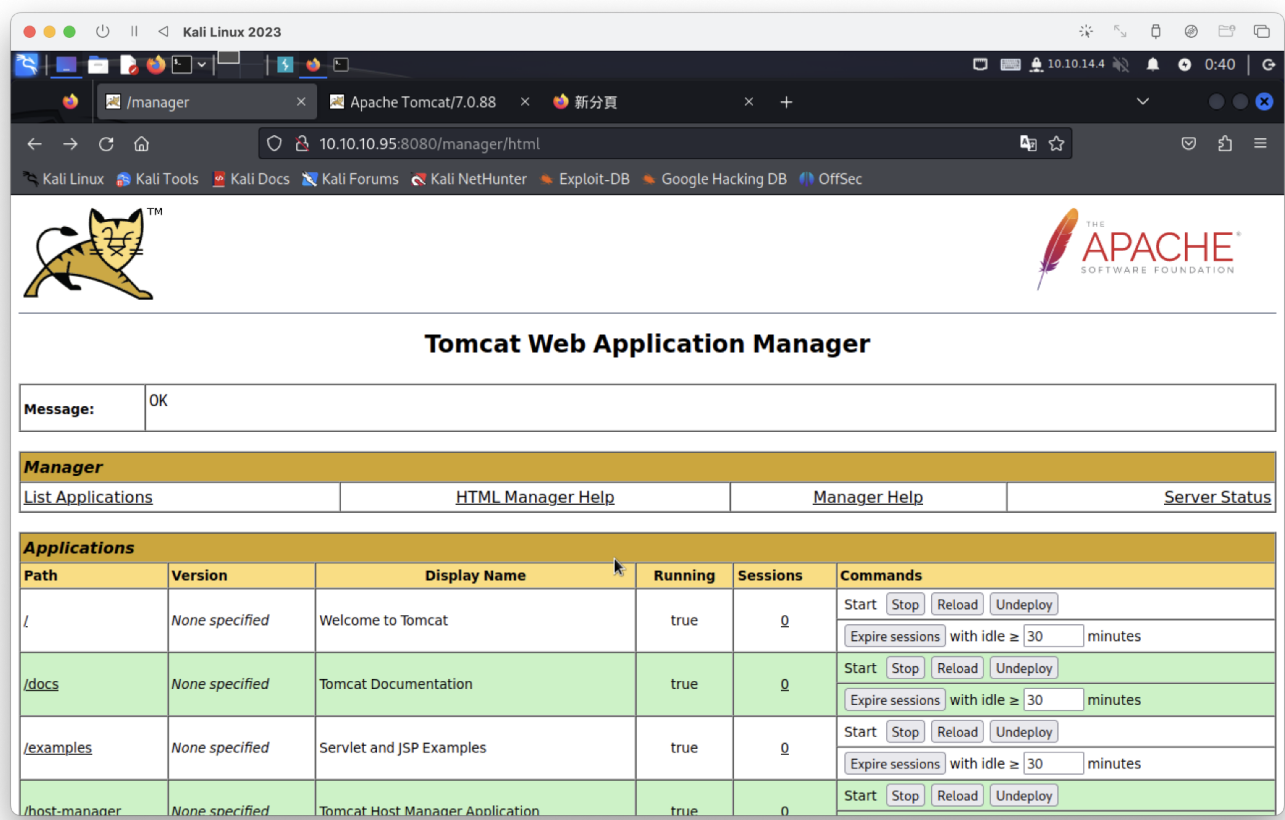 Kali Linux 2023
10.10.14.4 0:40
/manager × Apache Tomcat/7.0.88 × 新分頁 × +
10.10.10.95:8080/manager/html
Kali Linux Kali Tools Kali Docs Kali Forums Kali NetHunter Exploit-DB Google Hacking DB OffSec
TM
THE
APACHE®
SOFTWARE FOUNDATION
Tomcat Web Application Manager
Message: OK
Manager
List Applications HTML Manager Help Manager Help Server Status
Applications
Path Version Display Name Running Sessions Commands
/ None specified Welcome to Tomcat true 0 Start Stop Reload Undeploy
Expire sessions with idle ≥ 30 minutes
/docs None specified Tomcat Documentation true 0 Start Stop Reload Undeploy
Expire sessions with idle ≥ 30 minutes
/examples None specified Servlet and JSP Examples true 0 Start Stop Reload Undeploy
Expire sessions with idle ≥ 30 minutes
/host-manager None specified Tomcat Host Manager Application true 0 Start Stop Reload Undeploy